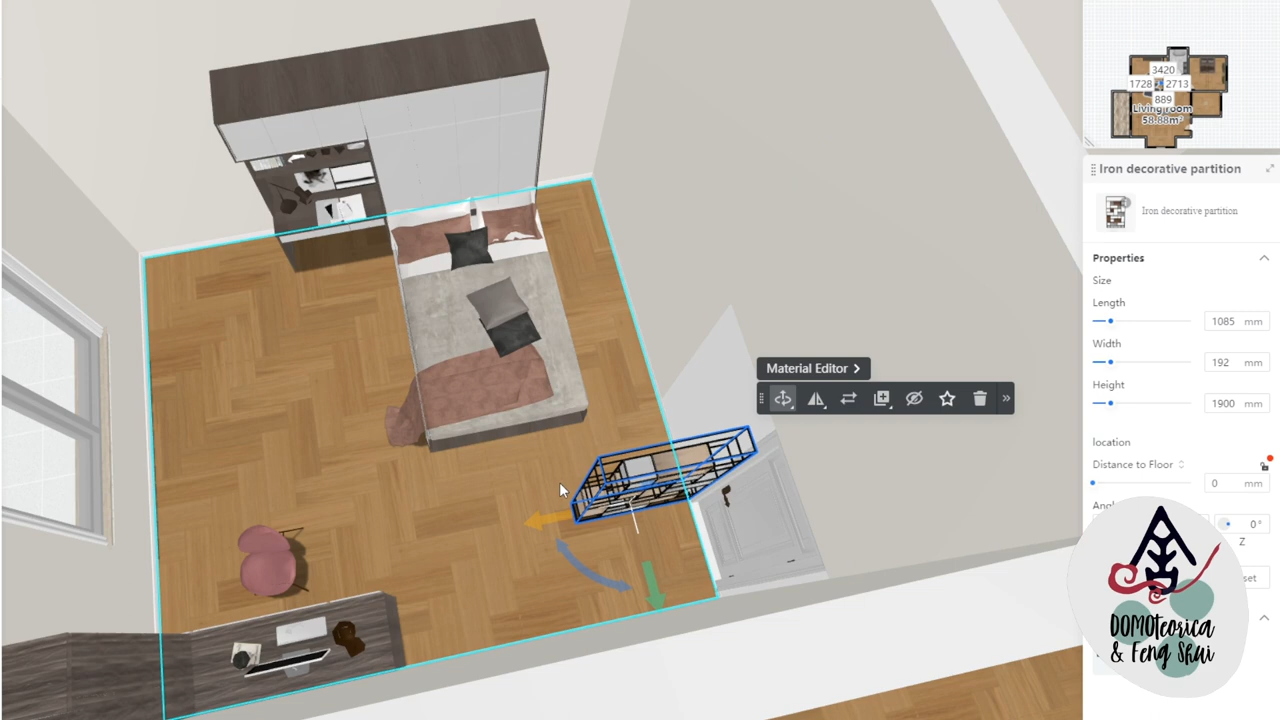 3420
1728
2713
889
Living room
58.88m²
Iron decorative partition
Iron decorative partition
Properties
Size
Length
1085 mm
Width
192 mm
Height
1900 mm
location
Distance to Floor
0 mm
0°
Z
Material Editor
DOMOteorica
& Feng Shui